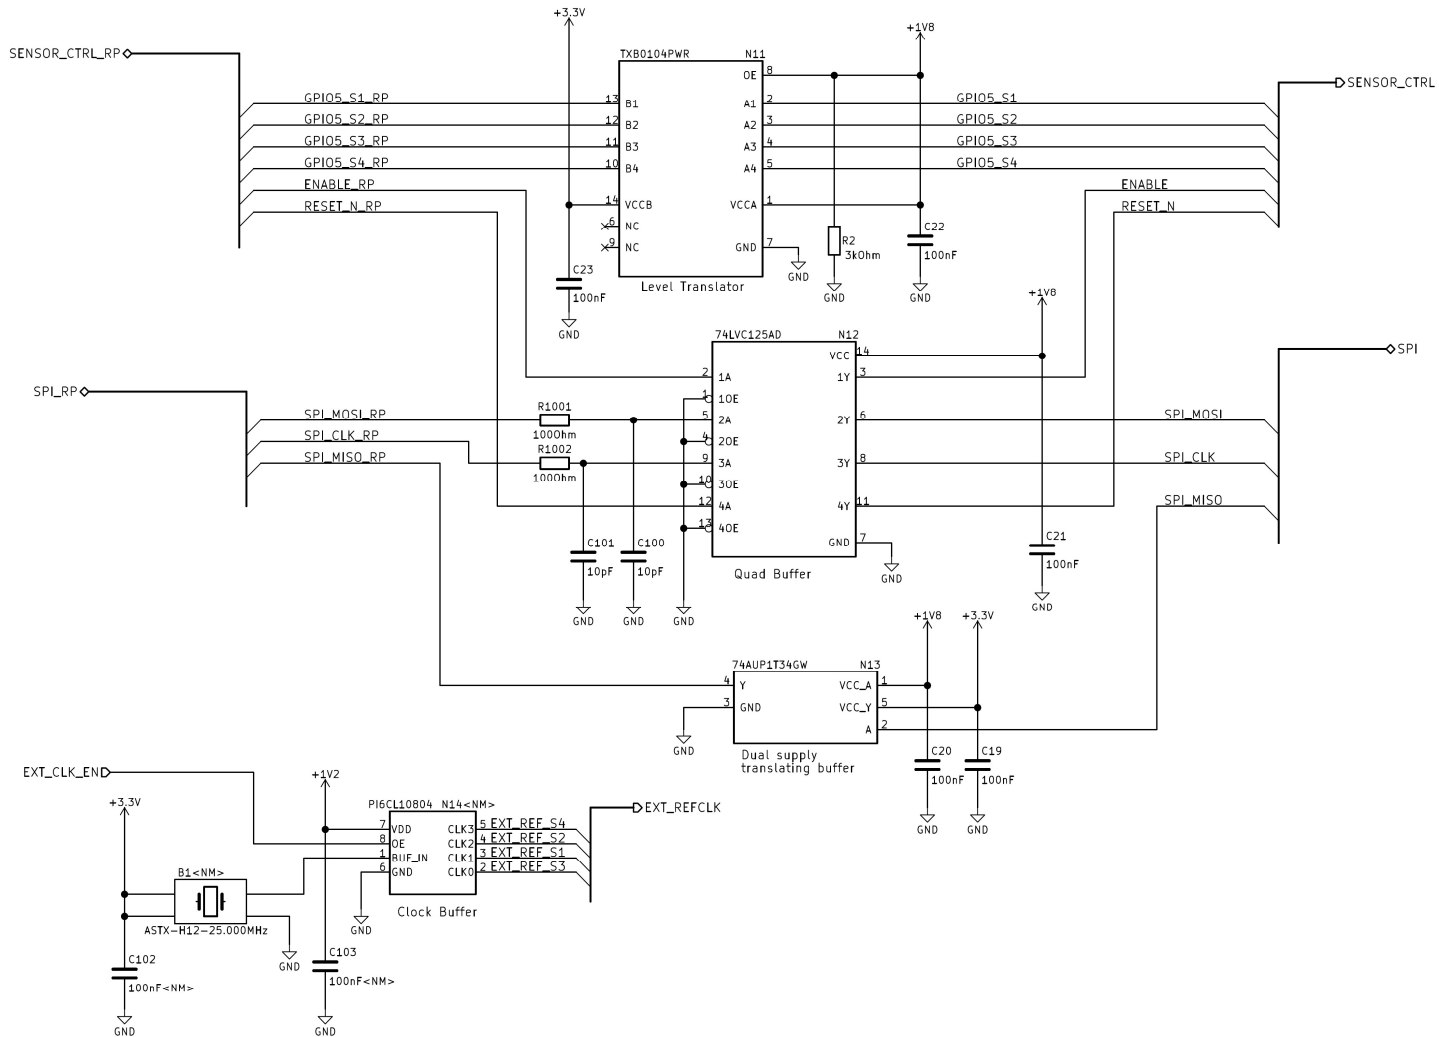 +3.3V
+1V8
SENSOR_CTRL_RP
TXB0104PWR N11
SENSOR_CTRL
OE 8
GPIO5_S1_RP 13 B1 A1 2 GPIO5_S1
GPIO5_S2_RP 12 B2 A2 3 GPIO5_S2
GPIO5_S3_RP 11 B3 A3 4 GPIO5_S3
GPIO5_S4_RP 10 B4 A4 5 GPIO5_S4
ENABLE_RP ENABLE
RESET_N_RP 14 VCCB VCCA 1 RESET_N
6 NC
9 NC GND 7
R2
3kOhm
C22
100nF
GND
GND
GND
C23
100nF
GND
Level Translator
+1V8
74LVC125AD N12
VCC 14
SPI
2 1A 1Y 3
SPI_RP
1 1OE
SPI_MOSI_RP R1001 5 2A 2Y 6 SPI_MOSI
100Ohm
SPI_CLK_RP 4 2OE
SPI_MISO_RP R1002 9 3A 3Y 8 SPI_CLK
100Ohm
10 3OE
12 4A 4Y 11 SPI_MISO
13 4OE
GND 7
C101
10pF
C100
10pF
C21
100nF
Quad Buffer
GND
GND
GND
GND
GND
+1V8 +3.3V
74AUP1T34GW N13
4 Y VCC_A 1
3 GND VCC_Y 5
A 2
GND
Dual supply
translating buffer
C20
100nF
C19
100nF
GND
GND
EXT_CLK_EN
+1V2
+3.3V
PI6CL10804 N14<NM>
EXT_REFCLK
7 VDD CLK3 5 EXT_REF_S4
8 OE CLK2 4 EXT_REF_S2
1 BUF_IN CLK1 3 EXT_REF_S1
6 GND CLK0 2 EXT_REF_S3
Clock Buffer
GND
B1<NM>
ASTX-H12-25.000MHz
GND
C102
100nF<NM>
C103
100nF<NM>
GND
GND